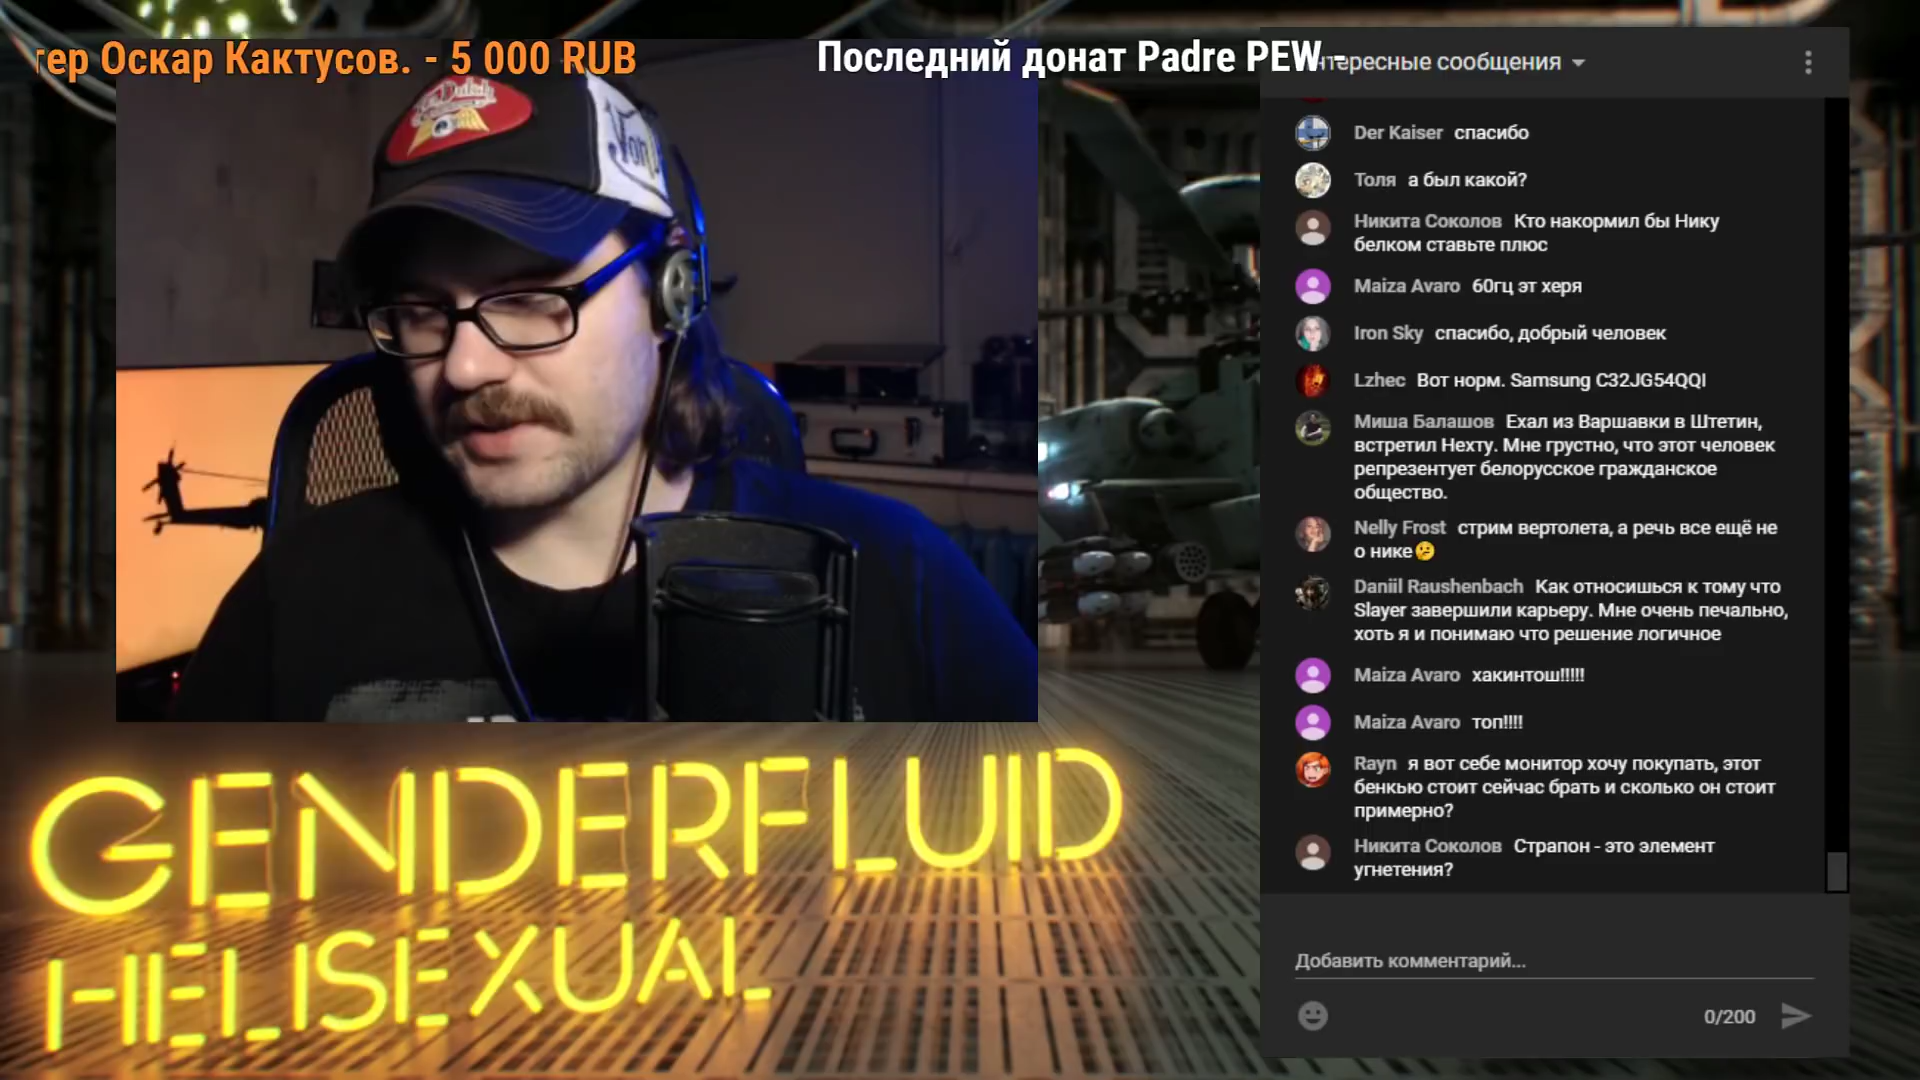 тер Оскар Кактусов. - 5 000 RUB
Последний донат Padre PEW -
тересные сообщения
Der Kaiser спасибо
Толя а был какой?
Никита Соколов Кто накормил бы Нику
белком ставьте плюс
Maiza Avaro 60гц эт херя
Iron Sky спасибо, добрый человек
Lzhec Вот норм. Samsung C32JG54QQI
Миша Балашов Ехал из Варшавки в Штетин,
встретил Нехту. Мне грустно, что этот человек
репрезентует белорусское гражданское
общество.
Nelly Frost стрим вертолета, а речь все ещё не
о нике🤔
Daniil Raushenbach Как относишься к тому что
Slayer завершили карьеру. Мне очень печально,
хоть я и понимаю что решение логичное
Maiza Avaro хакинтош!!!!!
Maiza Avaro топ!!!!
Rayn я вот себе монитор хочу покупать, этот
бенкью стоит сейчас брать и сколько он стоит
примерно?
Никита Соколов Страпон - это элемент
угнетения?
Добавить комментарий...
0/200
GENDERFLUID
HELISEXUAL